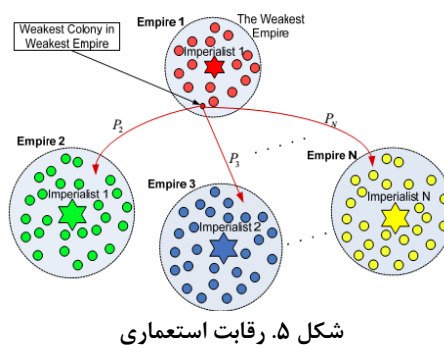 Empire 1
Weakest Colony in
Weakest Empire
The Weakest
Empire
Imperialist 1
P2
P3
PN
Empire 2
Imperialist 1
Empire 3
Imperialist 2
Empire N
Imperialist N
شکل ۵. رقابت استعماری